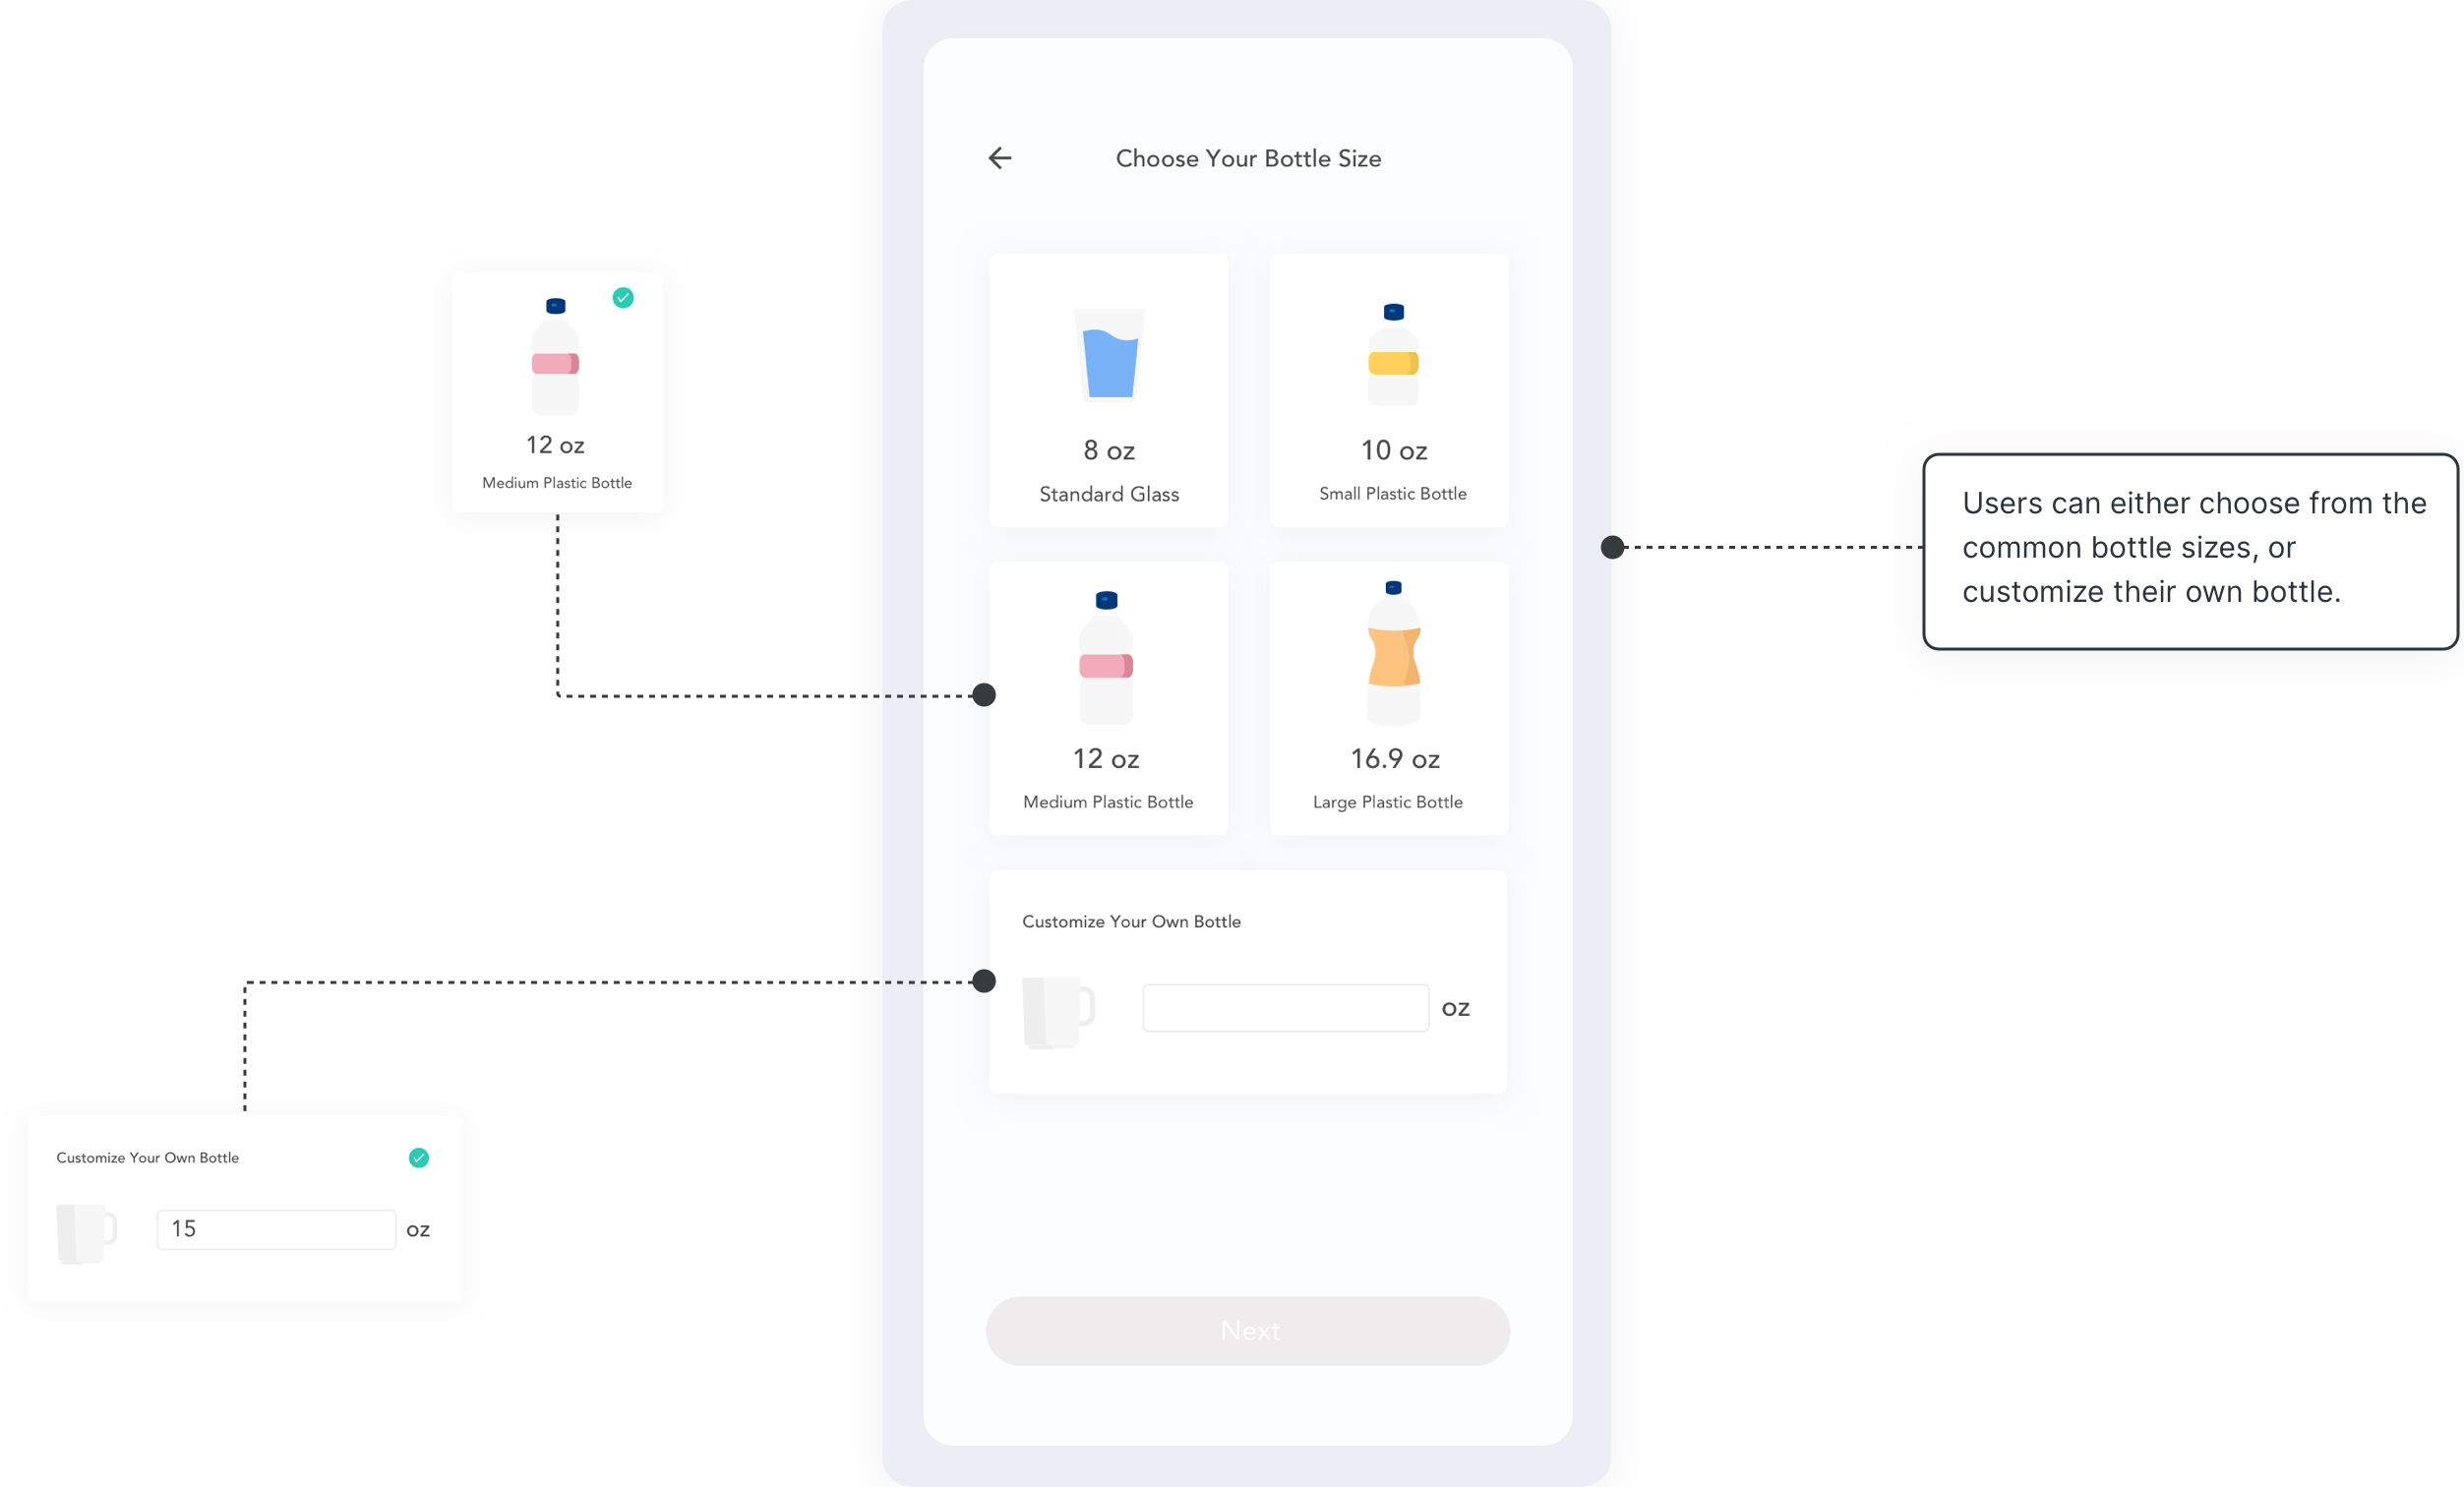 Choose Your Bottle Size
12 oz
Medium Plastic Bottle
8 oz
Standard Glass
10 oz
Small Plastic Bottle
12 oz
Medium Plastic Bottle
16.9 oz
Large Plastic Bottle
Users can either choose from the
common bottle sizes, or
customize their own bottle.
Customize Your Own Bottle
oz
Customize Your Own Bottle
15 oz
Next